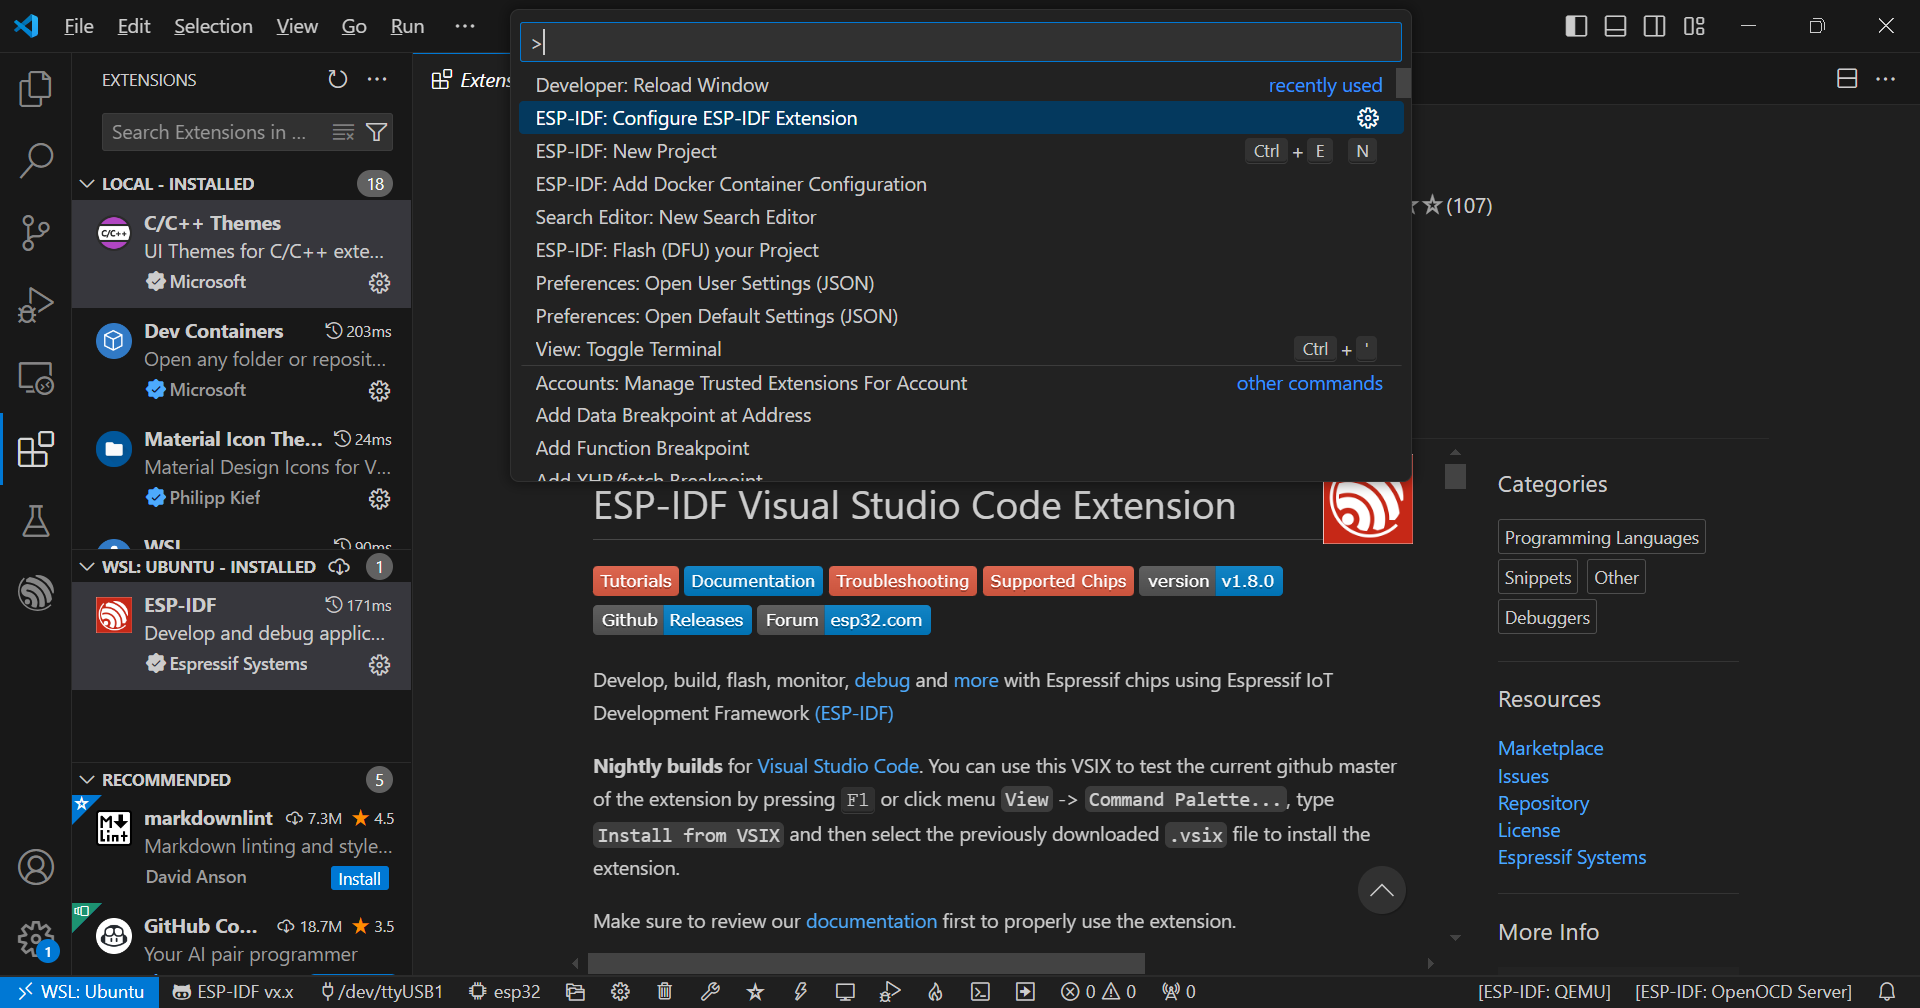 File Edit Selection View Go Run ···
>
EXTENSIONS
Search Extensions in ...
LOCAL - INSTALLED 18
C/C++
C/C++ Themes
UI Themes for C/C++ exte...
Microsoft
Dev Containers 203ms
Open any folder or reposit...
Microsoft
Material Icon The... 24ms
Material Design Icons for V...
Philipp Kief
WSL 90ms
WSL: UBUNTU - INSTALLED 1
ESP-IDF 171ms
Develop and debug applic...
Espressif Systems
RECOMMENDED 5
M lint
markdownlint 7.3M ★ 4.5
Markdown linting and style...
David Anson Install
GitHub Co... 18.7M ★ 3.5
Your AI pair programmer
1
Extens
Developer: Reload Window recently used
ESP-IDF: Configure ESP-IDF Extension
ESP-IDF: New Project Ctrl + E N
ESP-IDF: Add Docker Container Configuration
Search Editor: New Search Editor
ESP-IDF: Flash (DFU) your Project
Preferences: Open User Settings (JSON)
Preferences: Open Default Settings (JSON)
View: Toggle Terminal Ctrl + '
Accounts: Manage Trusted Extensions For Account other commands
Add Data Breakpoint at Address
Add Function Breakpoint
Add XHR/fetch Breakpoint
(107)
ESP-IDF Visual Studio Code Extension
Tutorials Documentation Troubleshooting Supported Chips version v1.8.0
Github Releases Forum esp32.com
Develop, build, flash, monitor, debug and more with Espressif chips using Espressif IoT
Development Framework (ESP-IDF)
Nightly builds for Visual Studio Code. You can use this VSIX to test the current github master
of the extension by pressing F1 or click menu View -> Command Palette..., type
Install from VSIX and then select the previously downloaded .vsix file to install the
extension.
Make sure to review our documentation first to properly use the extension.
Categories
Programming Languages
Snippets Other
Debuggers
Resources
Marketplace
Issues
Repository
License
Espressif Systems
More Info
WSL: Ubuntu ESP-IDF vx.x /dev/ttyUSB1 esp32 0 0 0 [ESP-IDF: QEMU] [ESP-IDF: OpenOCD Server]